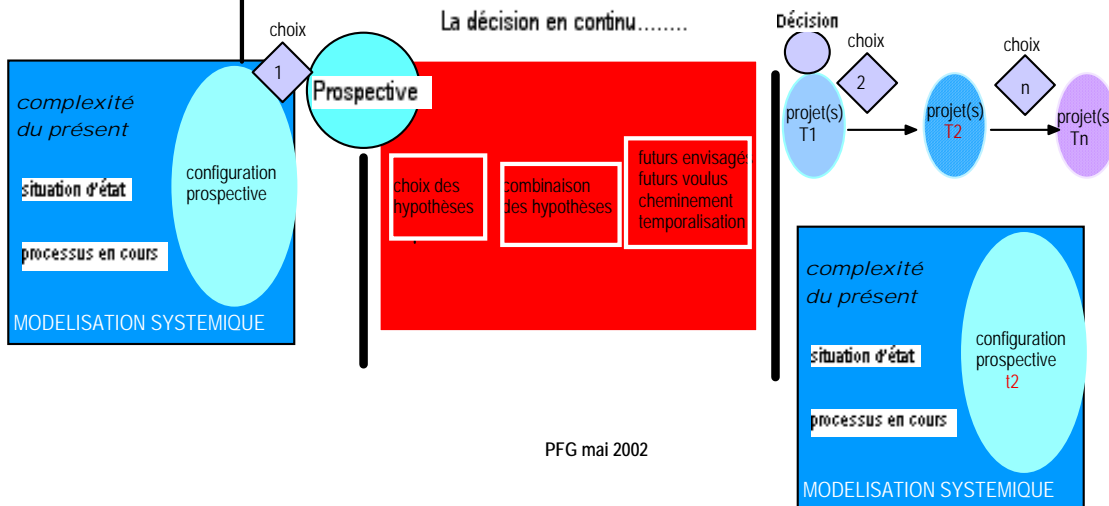 La décision en continu........
choix
1
Prospective
complexité
du présent
situation d'état
processus en cours
configuration
prospective
MODELISATION SYSTEMIQUE
choix des
hypothèses
combinaison
des hypothèses
futurs envisagés
futurs voulus
cheminement
temporalisation
Décision
choix
2
choix
n
projet(s)
T1
projet(s)
T2
projet(s
Tn
complexité
du présent
situation d'état
processus en cours
configuration
prospective
t2
MODELISATION SYSTEMIQUE
PFG mai 2002